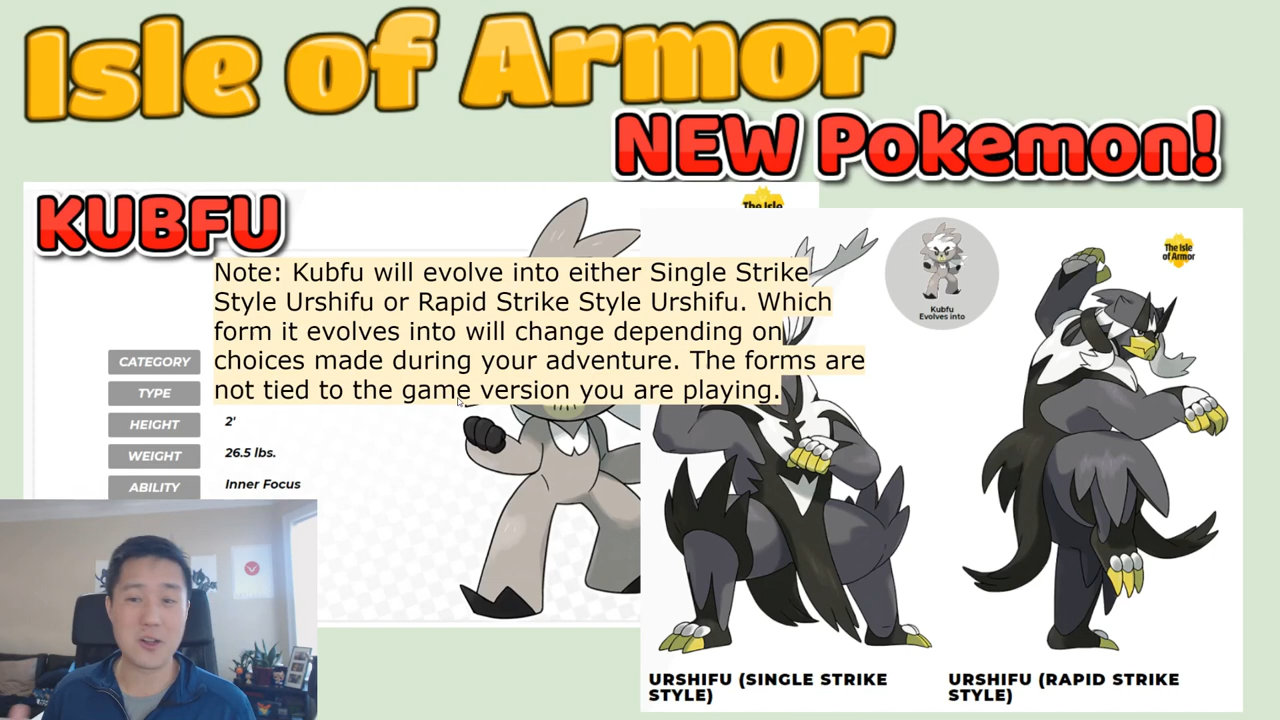 Isle of Armor
NEW Pokemon!
KUBFU
The Isle
Note: Kubfu will evolve into either Single Strike
Style Urshifu or Rapid Strike Style Urshifu. Which
form it evolves into will change depending on
choices made during your adventure. The forms are
not tied to the game version you are playing.
CATEGORY
TYPE
HEIGHT 2'
WEIGHT 26.5 lbs.
ABILITY Inner Focus
Kubfu
Evolves into
The Isle
of Armor
URSHIFU (SINGLE STRIKE
STYLE)
URSHIFU (RAPID STRIKE
STYLE)